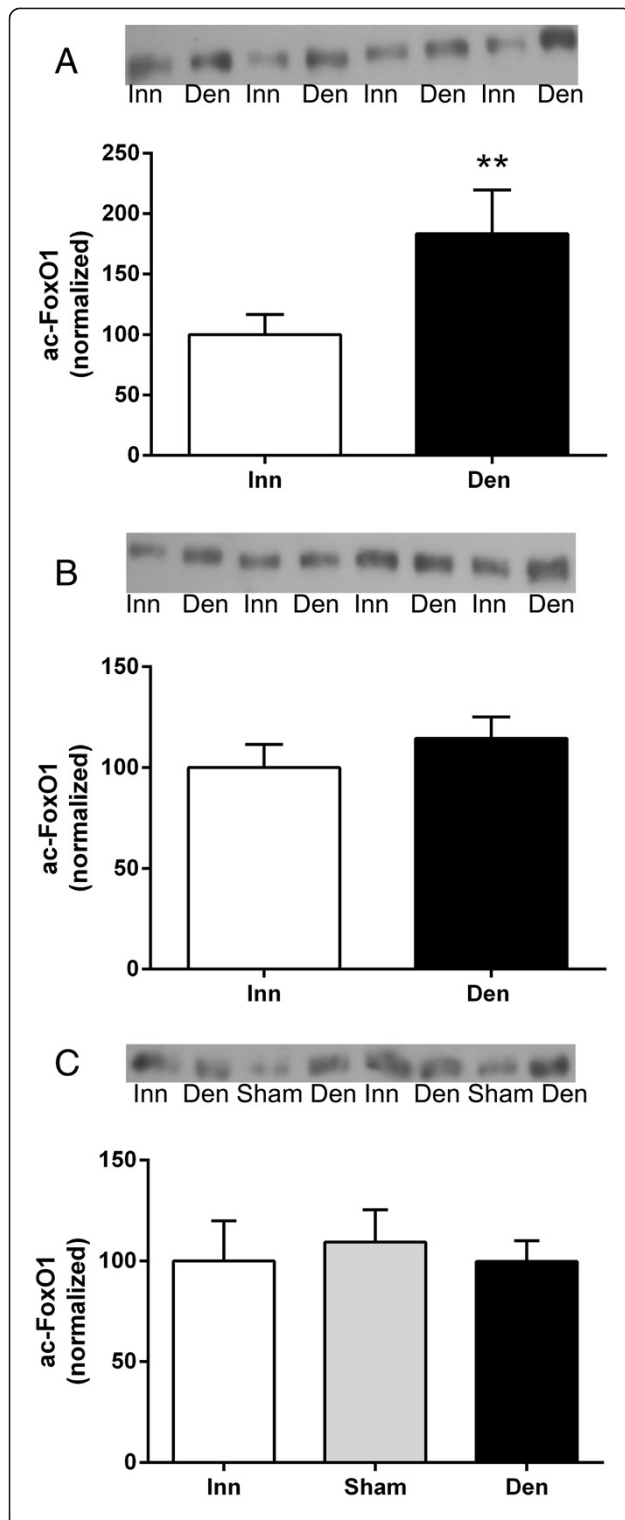 A
Inn Den Inn Den Inn Den Inn Den
250
200
150
100
50
0
ac-FoxO1
(normalized)
**
Inn Den
B
Inn Den Inn Den Inn Den Inn Den
150
100
50
0
ac-FoxO1
(normalized)
Inn Den
C
Inn Den Sham Den Inn Den Sham Den
150
100
50
0
ac-FoxO1
(normalized)
Inn Sham Den